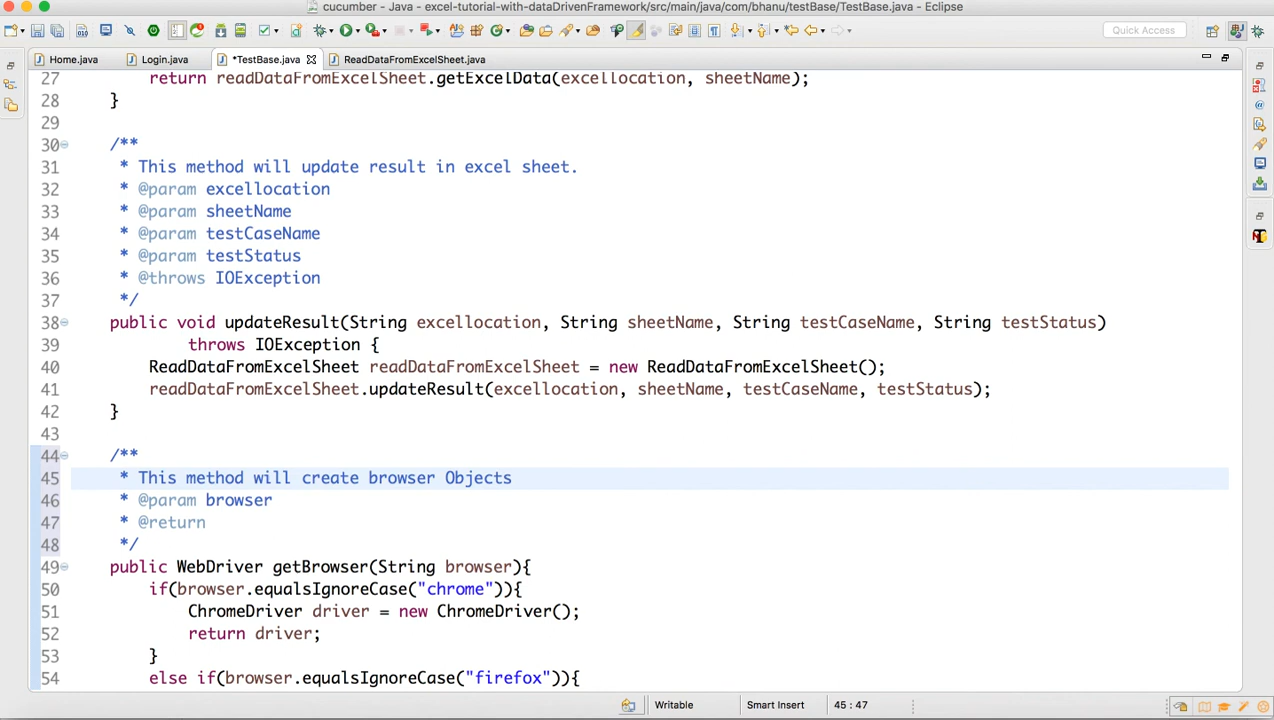 cucumber - Java - excel-tutorial-with-dataDrivenFramework/src/main/java/com/bhanu/testBase/TestBase.java - Eclipse
Quick Access
Home.java Login.java *TestBase.java ReadDataFromExcelSheet.java
27 return readDataFromExcelSheet.getExcelData(excellocation, sheetName);
28 }
29
30 /**
31 * This method will update result in excel sheet.
32 * @param excellocation
33 * @param sheetName
34 * @param testCaseName
35 * @param testStatus
36 * @throws IOException
37 */
38 public void updateResult(String excellocation, String sheetName, String testCaseName, String testStatus)
39 throws IOException {
40 ReadDataFromExcelSheet readDataFromExcelSheet = new ReadDataFromExcelSheet();
41 readDataFromExcelSheet.updateResult(excellocation, sheetName, testCaseName, testStatus);
42 }
43
44 /**
45 * This method will create browser Objects
46 * @param browser
47 * @return
48 */
49 public WebDriver getBrowser(String browser){
50 if(browser.equalsIgnoreCase("chrome")){
51 ChromeDriver driver = new ChromeDriver();
52 return driver;
53 }
54 else if(browser.equalsIgnoreCase("firefox")){
Writable Smart Insert 45 : 47